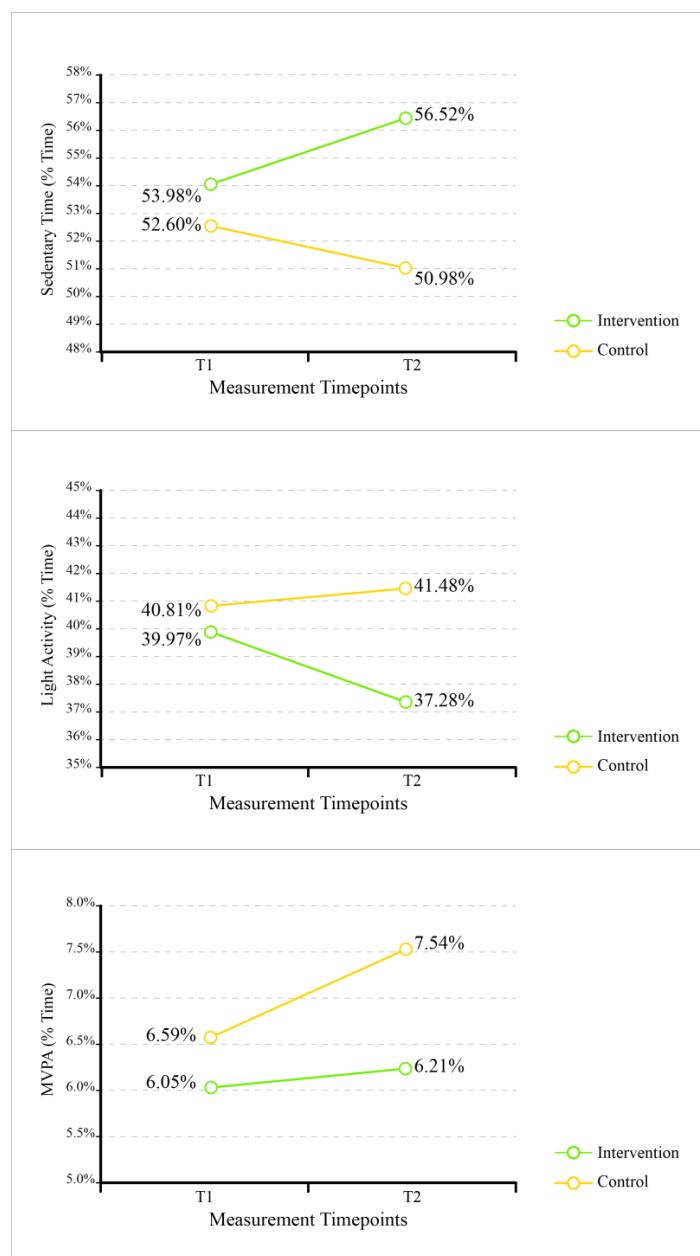 58%
57%
56%
55%
54%
53%
52%
51%
50%
49%
48%
Sedentary Time (% Time)
56.52%
53.98%
52.60%
50.98%
T1 T2
Measurement Timepoints
Intervention
Control
45%
44%
43%
42%
41%
40%
39%
38%
37%
36%
35%
Light Activity (% Time)
41.48%
40.81%
39.97%
37.28%
T1 T2
Measurement Timepoints
Intervention
Control
8.0%
7.5%
7.0%
6.5%
6.0%
5.5%
5.0%
MVPA (% Time)
7.54%
6.59%
6.21%
6.05%
T1 T2
Measurement Timepoints
Intervention
Control